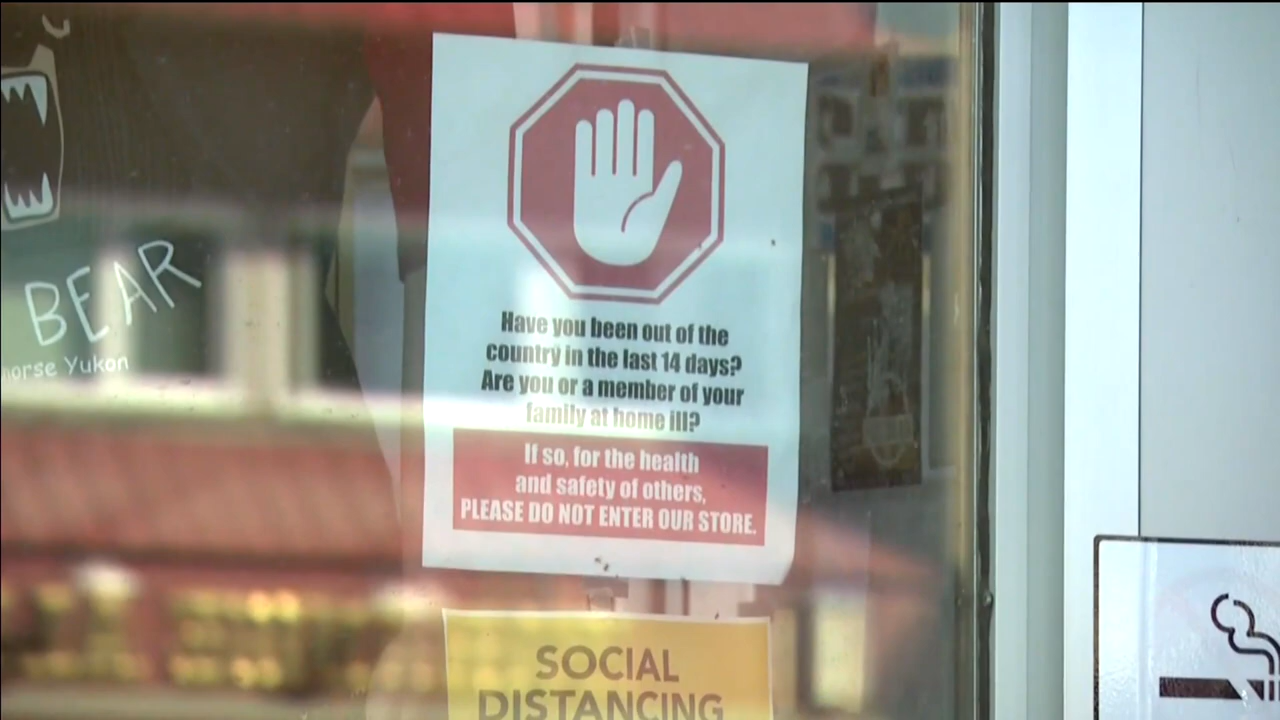 BEAR
Yukon
Have you been out of the
country in the last 14 days?
Are you or a member of your
family at home ill?
If so, for the health
and safety of others,
PLEASE DO NOT ENTER OUR STORE.
SOCIAL
DISTANCING